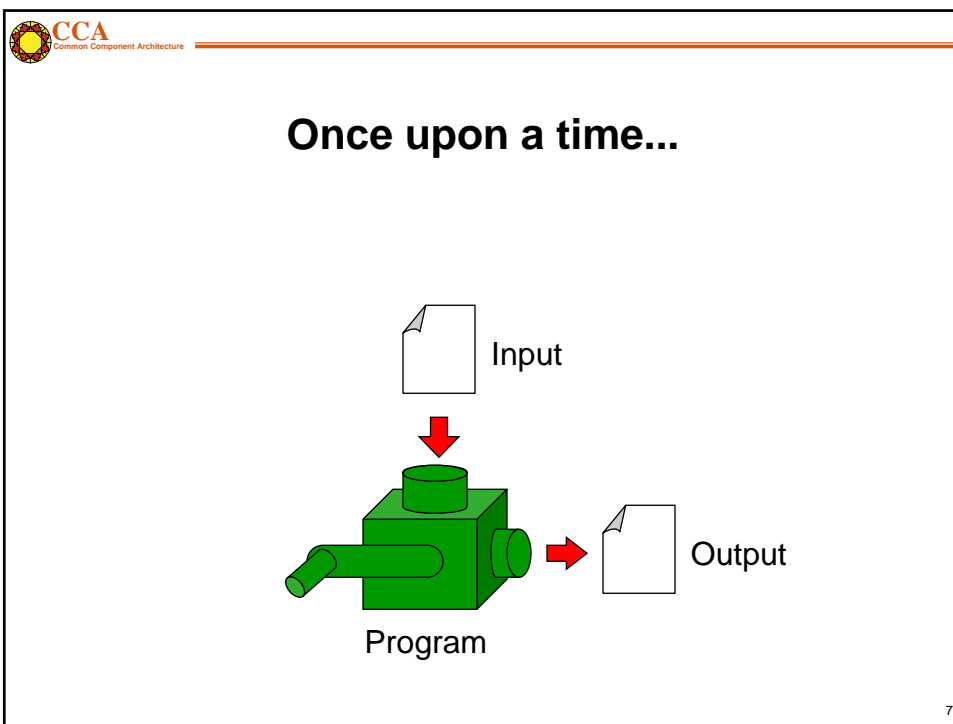 CCA
Common Component Architecture
Once upon a time...
Input
Output
Program
7